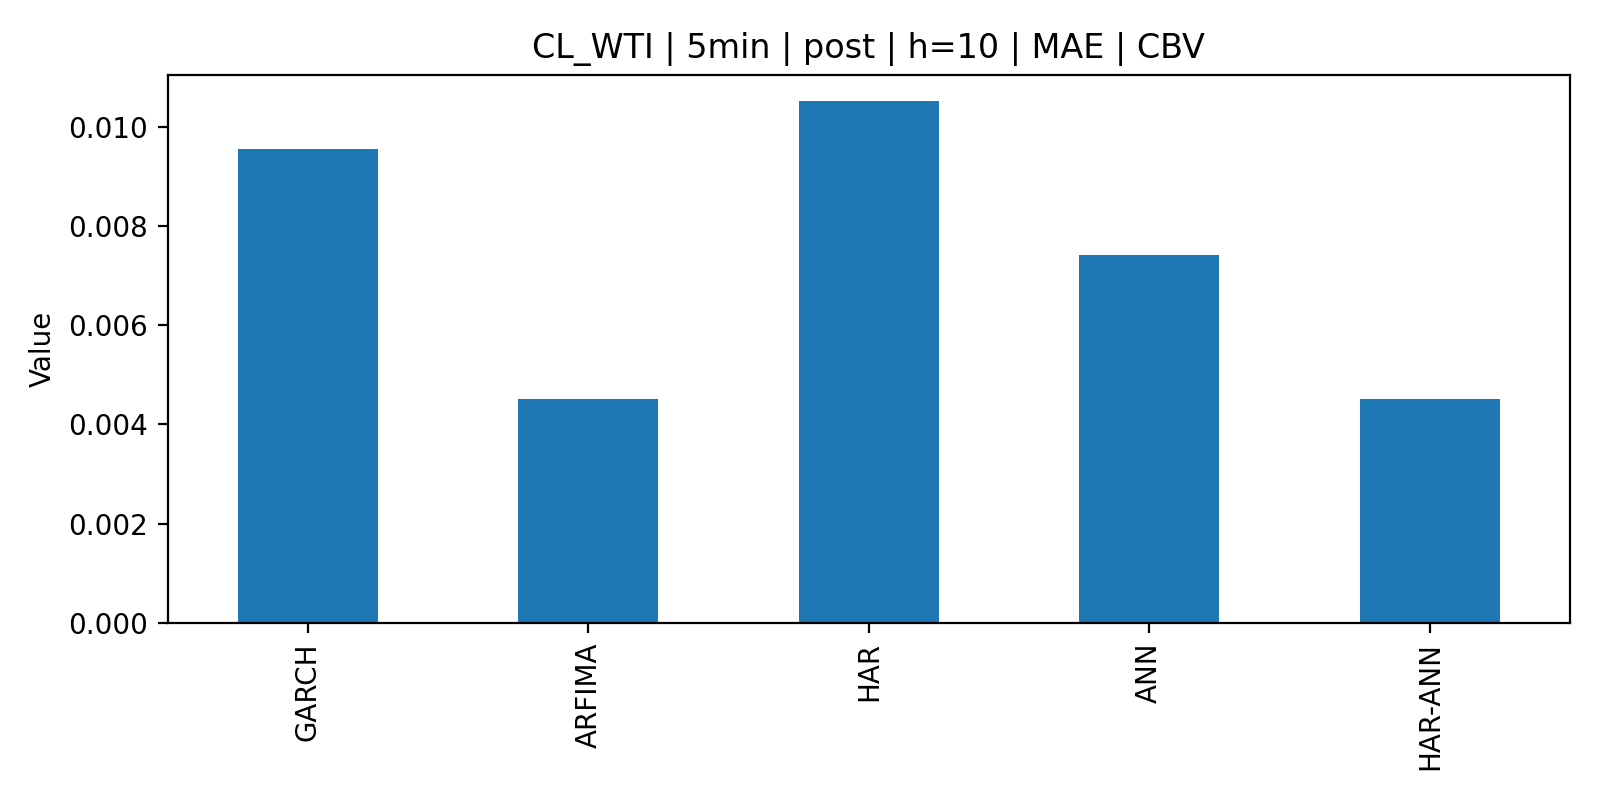 CL_WTI | 5min | post | h=10 | MAE | CBV
Value
0.010
0.008
0.006
0.004
0.002
0.000
GARCH
ARFIMA
HAR
ANN
HAR-ANN